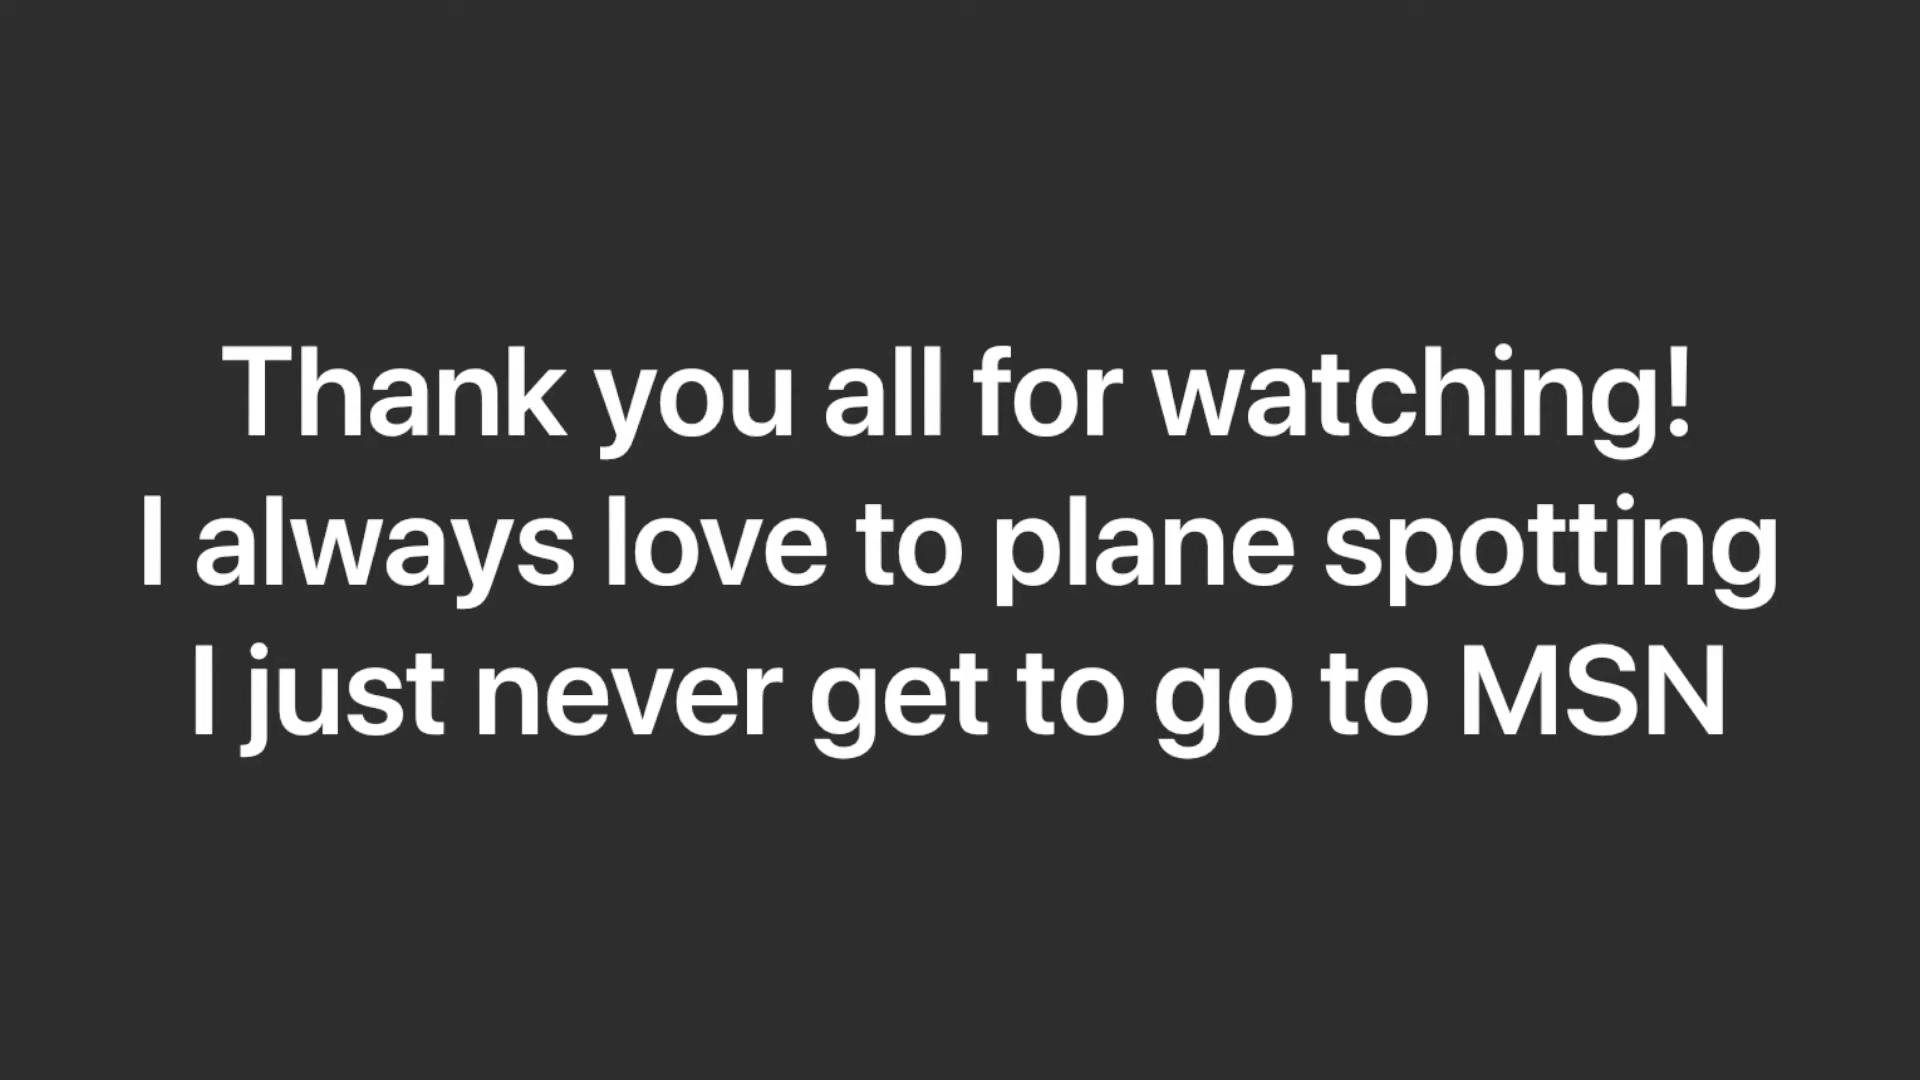 Thank you all for watching!
I always love to plane spotting
I just never get to go to MSN